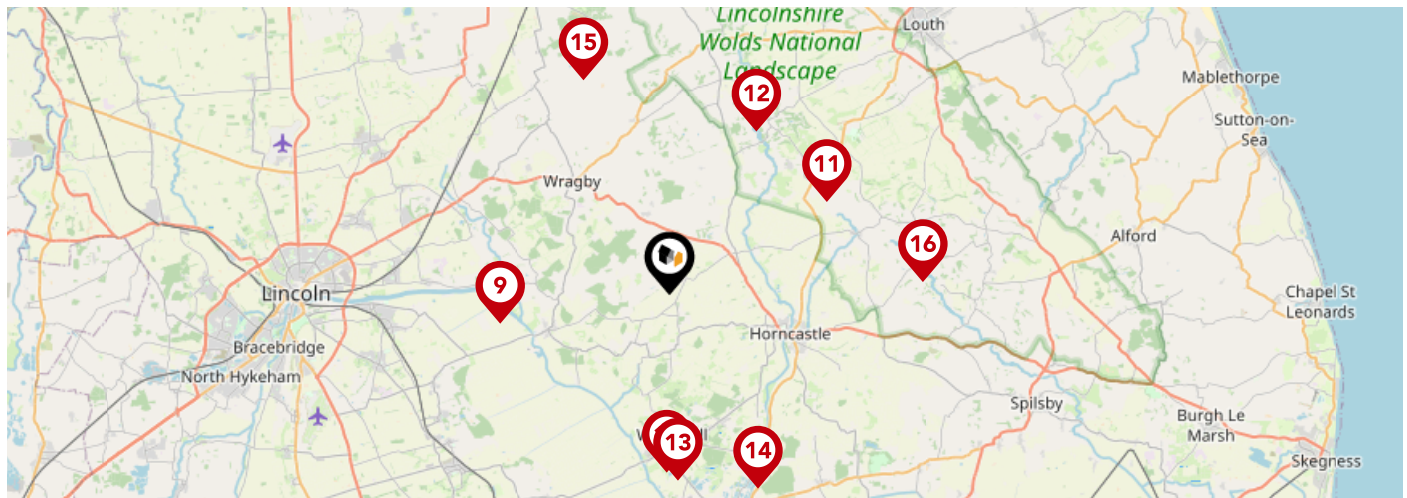 Lincolnshire
Wolds National
Landscape
Louth
15
Mablethorpe
12
Sutton-on-
Sea
11
Wragby
Alford
16
9
Lincoln
Chapel St
Leonards
Horncastle
Bracebridge
North Hykeham
Spilsby
Burgh Le
Marsh
13
14
Skegness